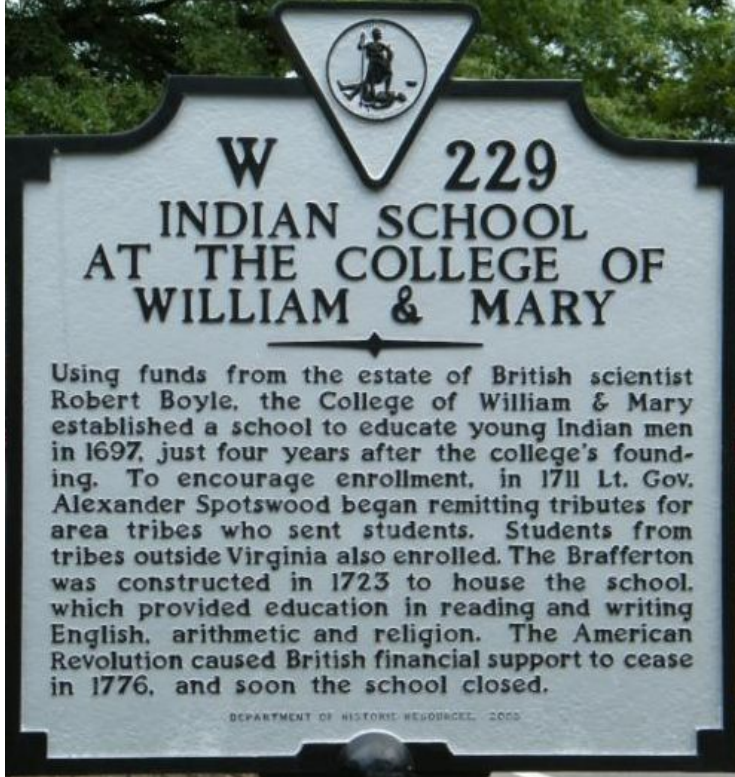 W 229
INDIAN SCHOOL
AT THE COLLEGE OF
WILLIAM & MARY
Using funds from the estate of British scientist
Robert Boyle, the College of William & Mary
established a school to educate young Indian men
in 1697, just four years after the college's found-
ing. To encourage enrollment, in 1711 Lt. Gov.
Alexander Spotswood began remitting tributes for
area tribes who sent students. Students from
tribes outside Virginia also enrolled. The Brafferton
was constructed in 1723 to house the school,
which provided education in reading and writing
English, arithmetic and religion. The American
Revolution caused British financial support to cease
in 1776, and soon the school closed.
DEPARTMENT OF HISTORIC RESOURCES,